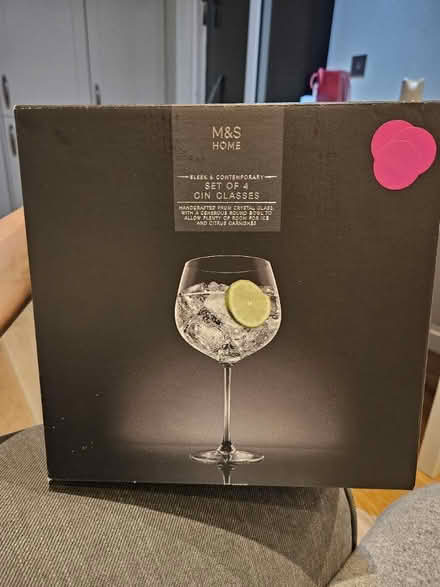 M&S
HOME
SLEEK & CONTEMPORARY
SET OF 4
GIN GLASSES
HANDCRAFTED FROM CRYSTAL GLASS
WITH A GENEROUS ROUND BOWL TO
ALLOW PLENTY OF ROOM FOR ICE
AND CITRUS GARNISHES